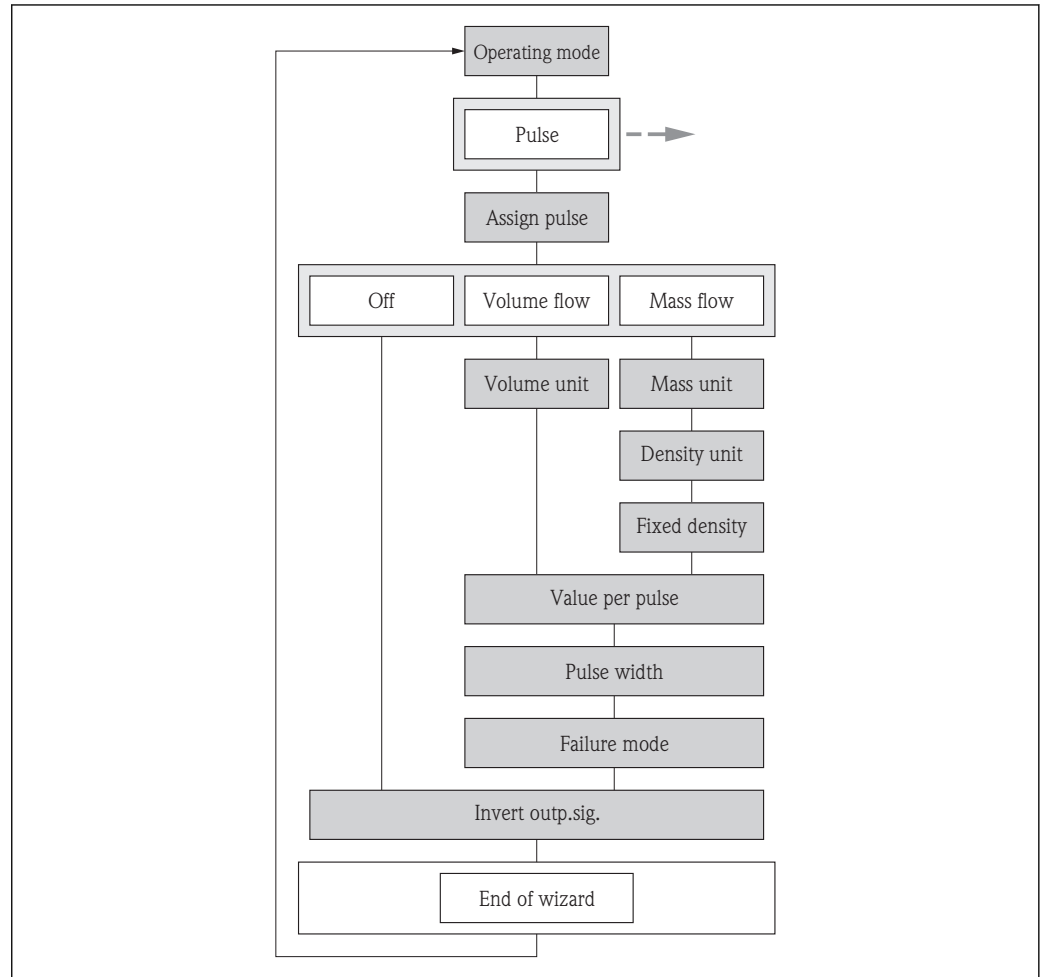 Operating mode
Pulse
Assign pulse
Off
Volume flow
Mass flow
Volume unit
Mass unit
Density unit
Fixed density
Value per pulse
Pulse width
Failure mode
Invert outp.sig.
End of wizard